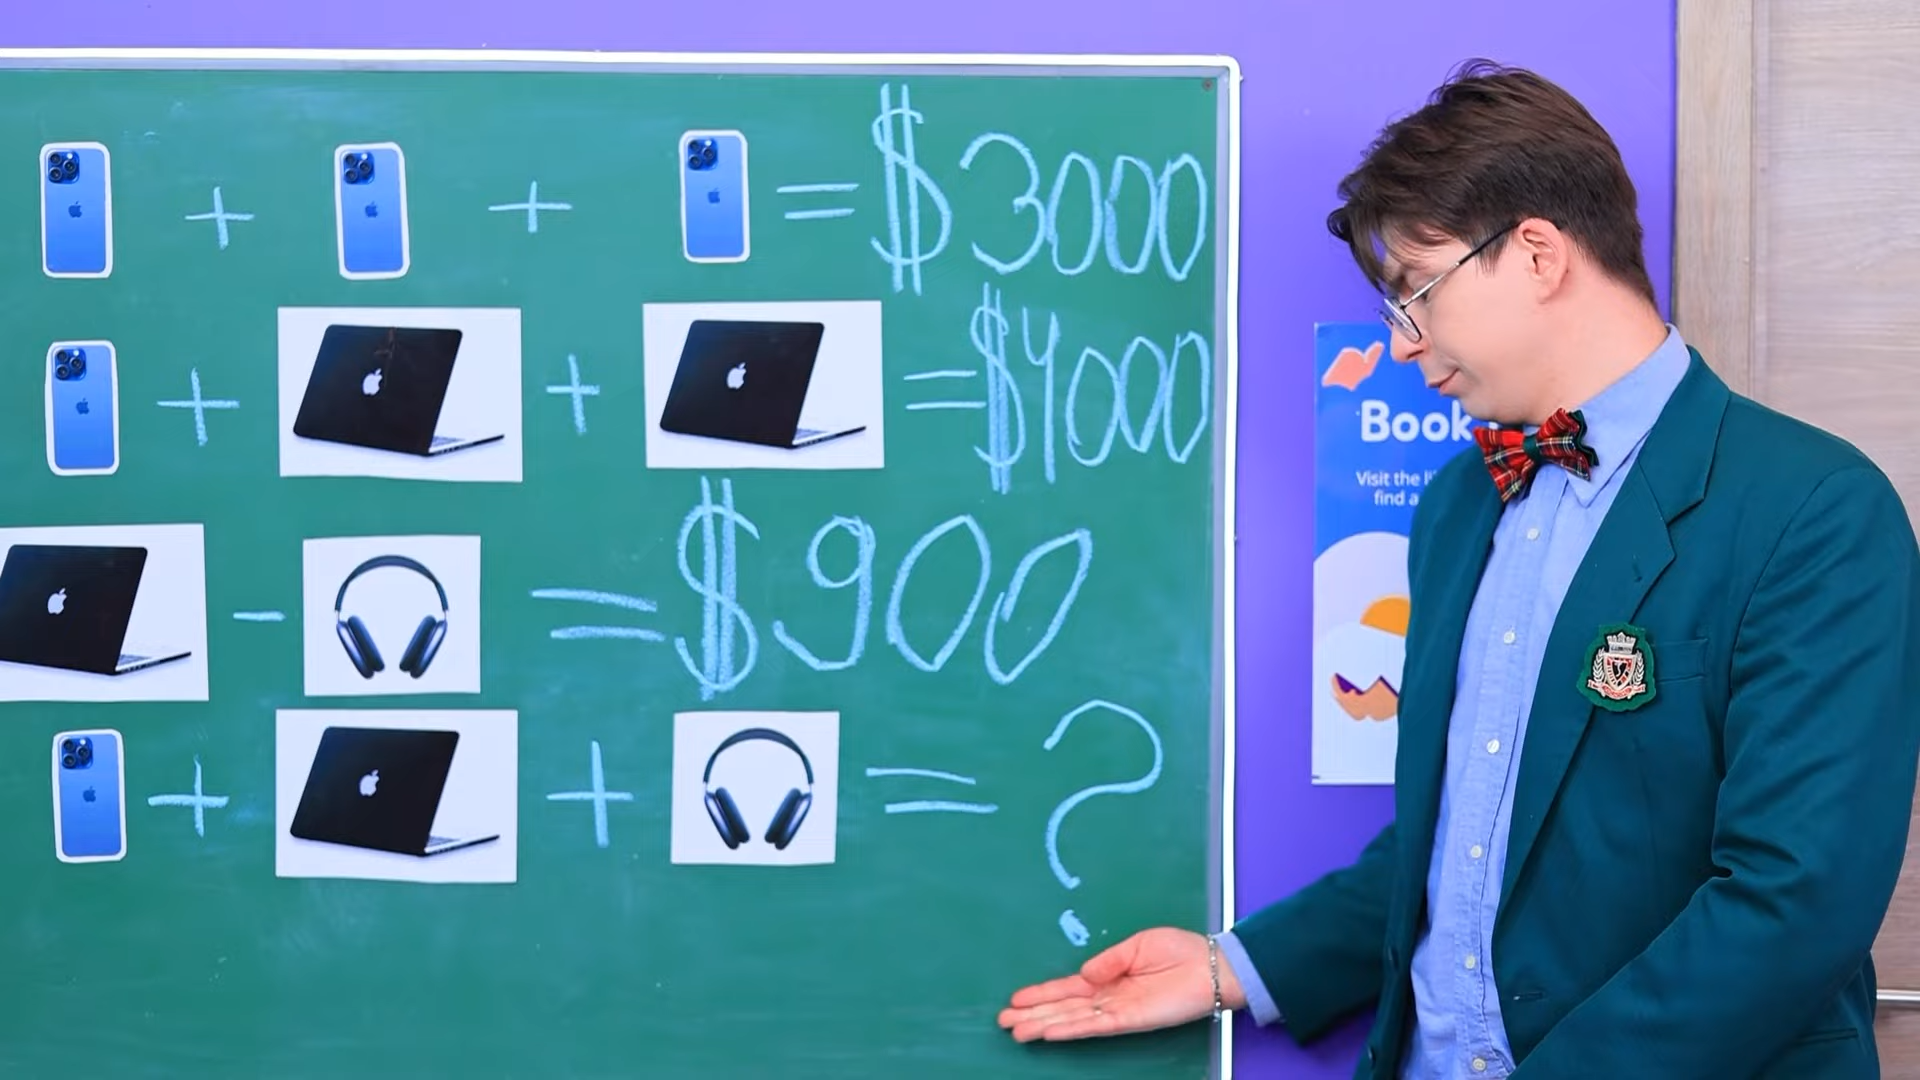 + + = $3000
+ + = $4000
- = $900
+ + = ?
Book
Visit the li
find a